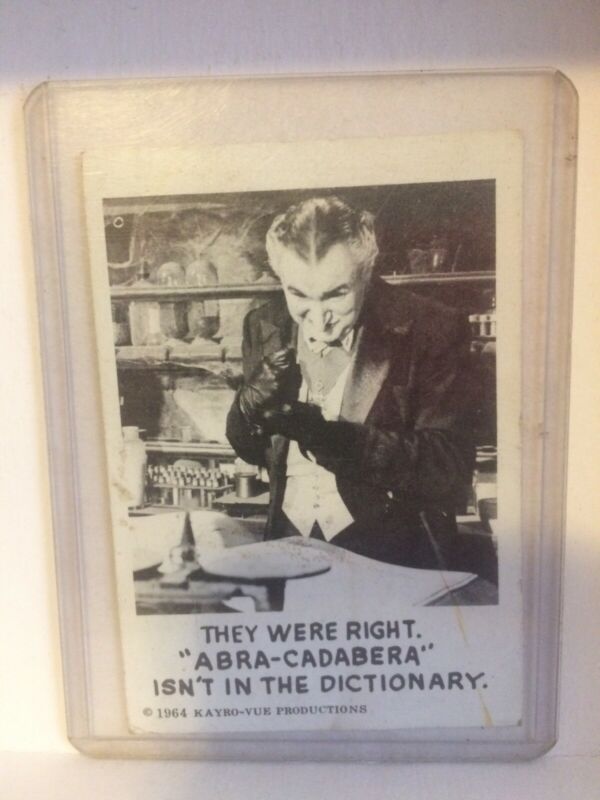 THEY WERE RIGHT.
"ABRA-CADABERA"
ISN'T IN THE DICTIONARY.
© 1964 KAYRO-VUE PRODUCTIONS